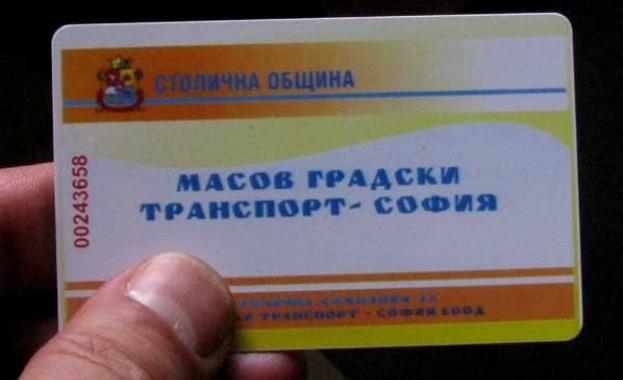 СТОЛИЧНА ОБЩИНА
МАСОВ ГРАДСКИ
ТРАНСПОРТ- СОФИЯ
00243658
КОМПАНИЯ ЗА
ТРАНСПОРТ - СОФИЯ ЕООД